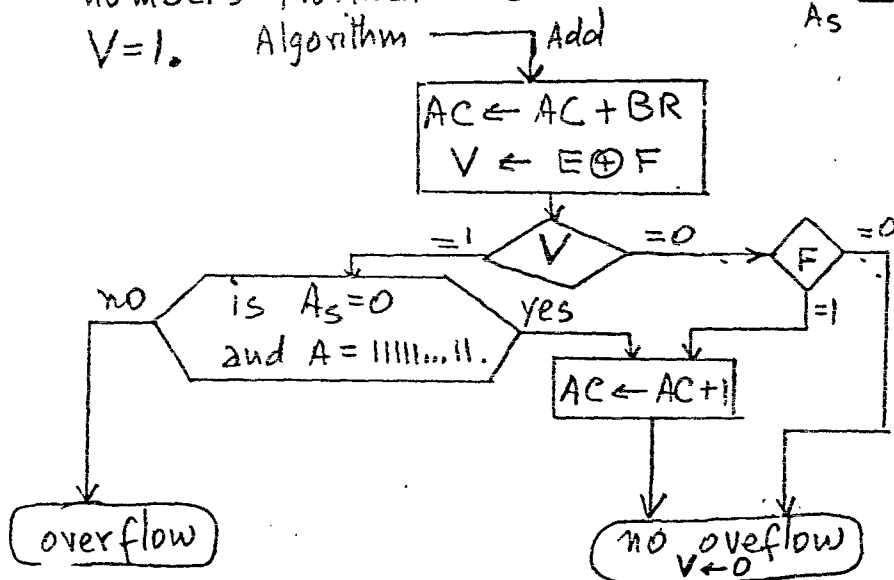 As
V=1. Algorithm Add
AC ← AC + BR
V ← E ⊕ F
=1 V =0 F =0
no is As=0 yes =1
and A = 11111...11.
AC ← AC+1
overflow
no oveflow
V←0